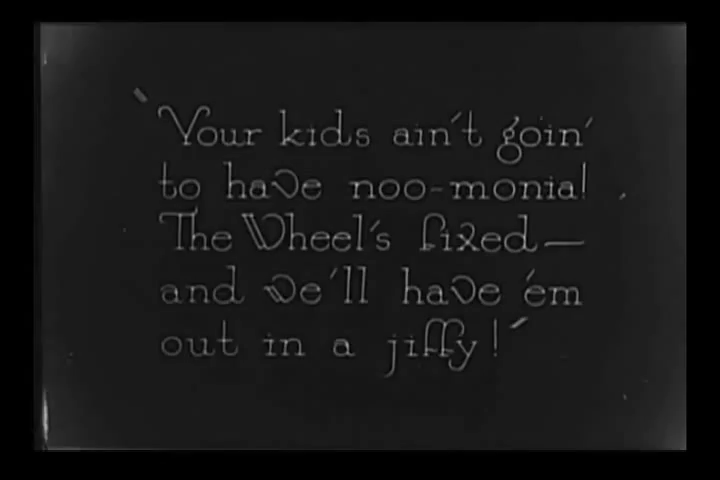 "Your kids ain't goin'
to have noo-monia!
The Wheel's fixed—
and we'll have 'em
out in a jiffy!"